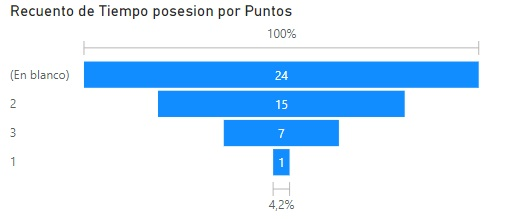 Recuento de Tiempo posesion por Puntos
100%
(En blanco) 24
2 15
3 7
1 1
4,2%